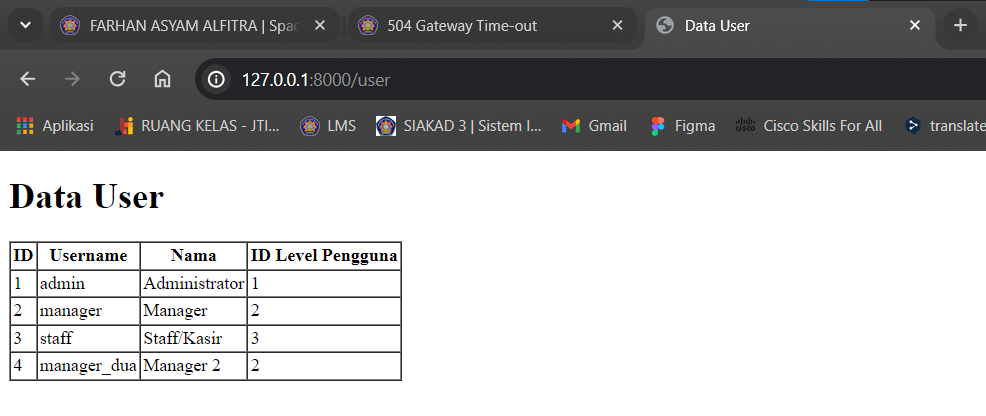 FARHAN ASYAM ALFITRA | Spac
504 Gateway Time-out
Data User
127.0.0.1:8000/user
Aplikasi RUANG KELAS - JTI... LMS SIAKAD 3 | Sistem I... Gmail Figma Cisco Skills For All translate
Data User
ID Username Nama ID Level Pengguna
1 admin Administrator 1
2 manager Manager 2
3 staff Staff/Kasir 3
4 manager_dua Manager 2 2